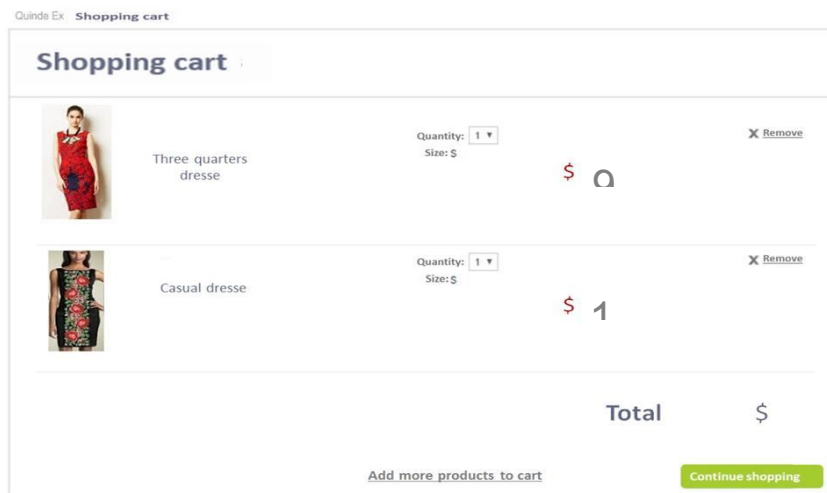 Quinde Ex Shopping cart
Shopping cart
Quantity: 1
Remove
Size: $
Three quarters
dresse
$
Quantity: 1
Remove
Size: $
Casual dresse
$ 1
Total $
Add more products to cart
Continue shopping